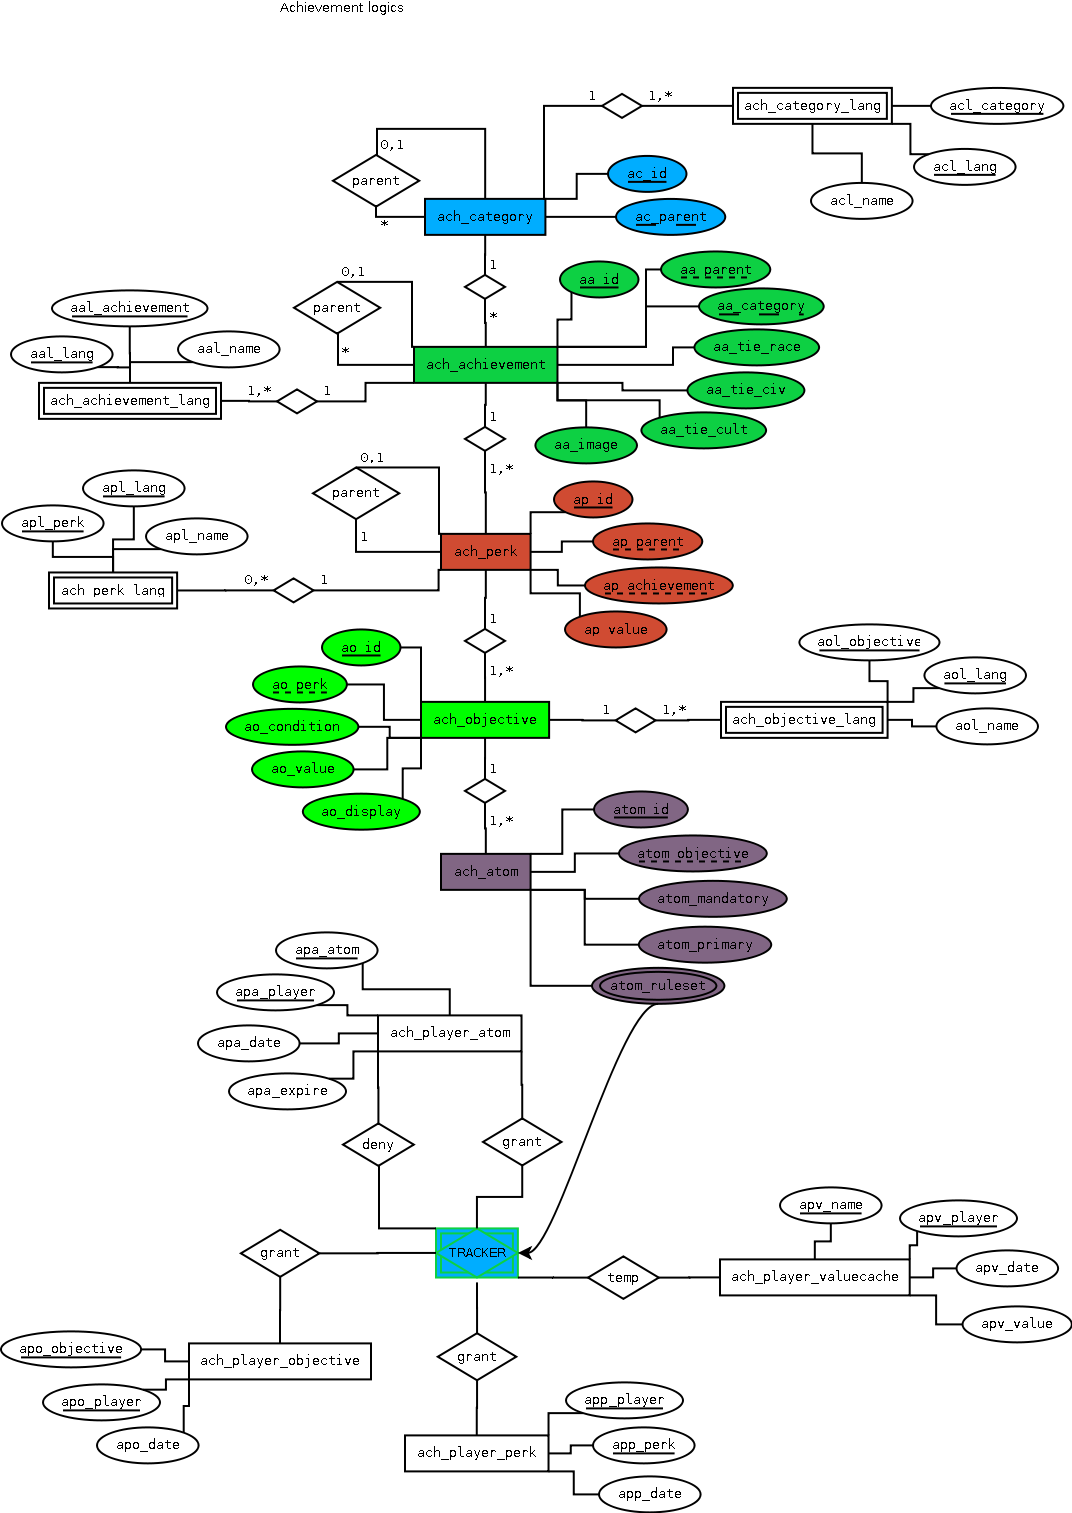 Achievement logics
1
1,*
ach_category_lang
acl_category
0,1
parent
ac_id
acl_lang
acl_name
*
ach_category
ac_parent
1
*
0,1
parent
*
aa_id
aa_parent
aa_category
aal_achievement
aal_lang
aal_name
ach_achievement
aa_tie_race
aa_tie_civ
ach_achievement_lang
1,*
1
aa_tie_cult
aa_image
1
1,*
0,1
parent
1
apl_lang
apl_perk
apl_name
ap_id
ach_perk
ap_parent
ap_achievement
ap_value
ach_perk_lang
0,*
1
1
1,*
ao_id
ao_perk
ao_condition
ao_value
ao_display
ach_objective
1
1,*
ach_objective_lang
aol_objective
aol_lang
aol_name
1
1,*
atom_id
atom_objective
ach_atom
atom_mandatory
atom_primary
atom_ruleset
apa_atom
apa_player
apa_date
apa_expire
ach_player_atom
deny
grant
grant
TRACKER
temp
apv_name
apv_player
ach_player_valuecache
apv_date
apv_value
apo_objective
ach_player_objective
apo_player
apo_date
grant
app_player
ach_player_perk
app_perk
app_date